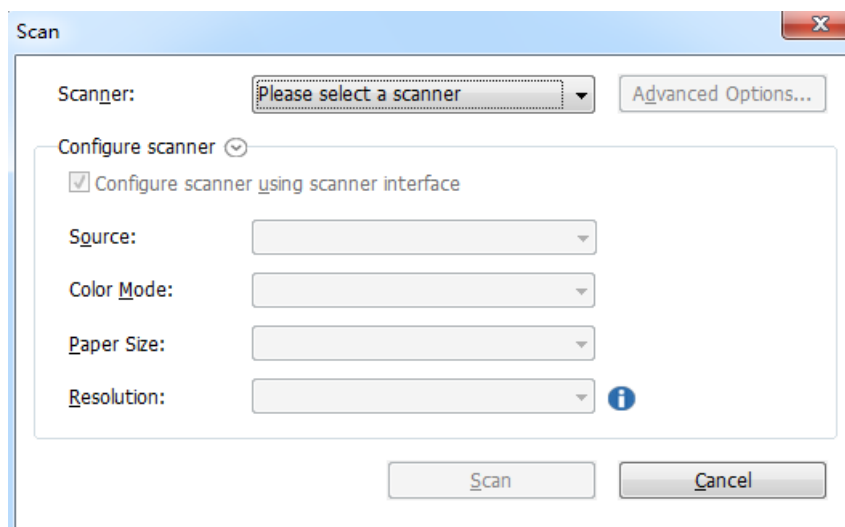 Scan
Scanner: Please select a scanner Advanced Options...
Configure scanner
Configure scanner using scanner interface
Source:
Color Mode:
Paper Size:
Resolution:
Scan Cancel